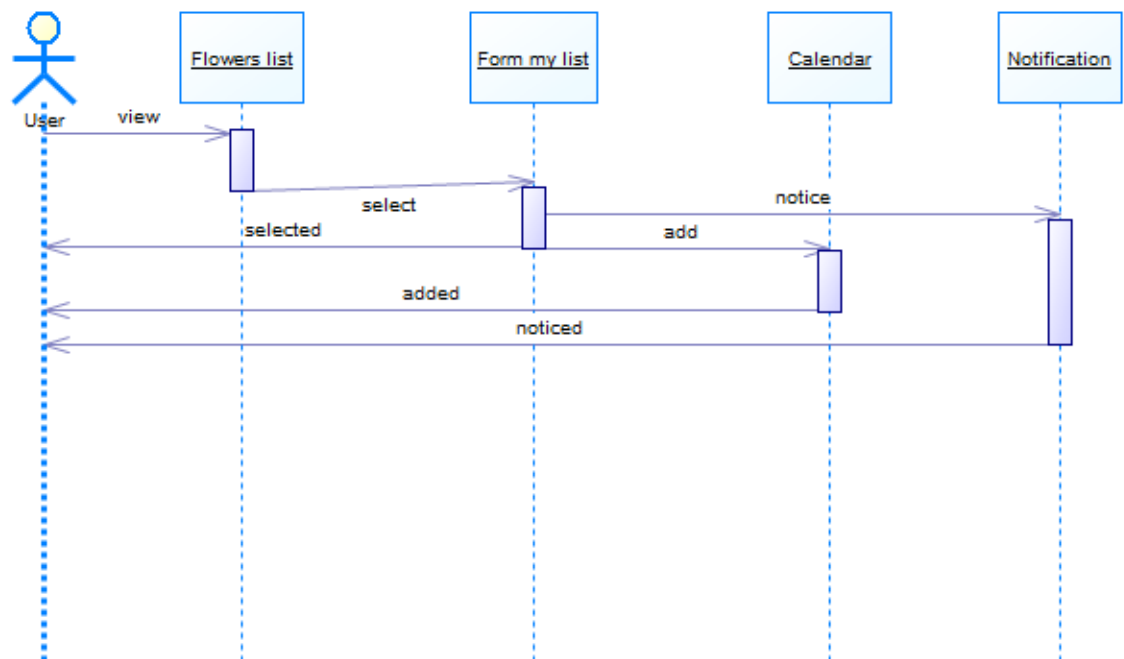 Flowers list
Form my list
Calendar
Notification
User
view
select
notice
selected
add
added
noticed